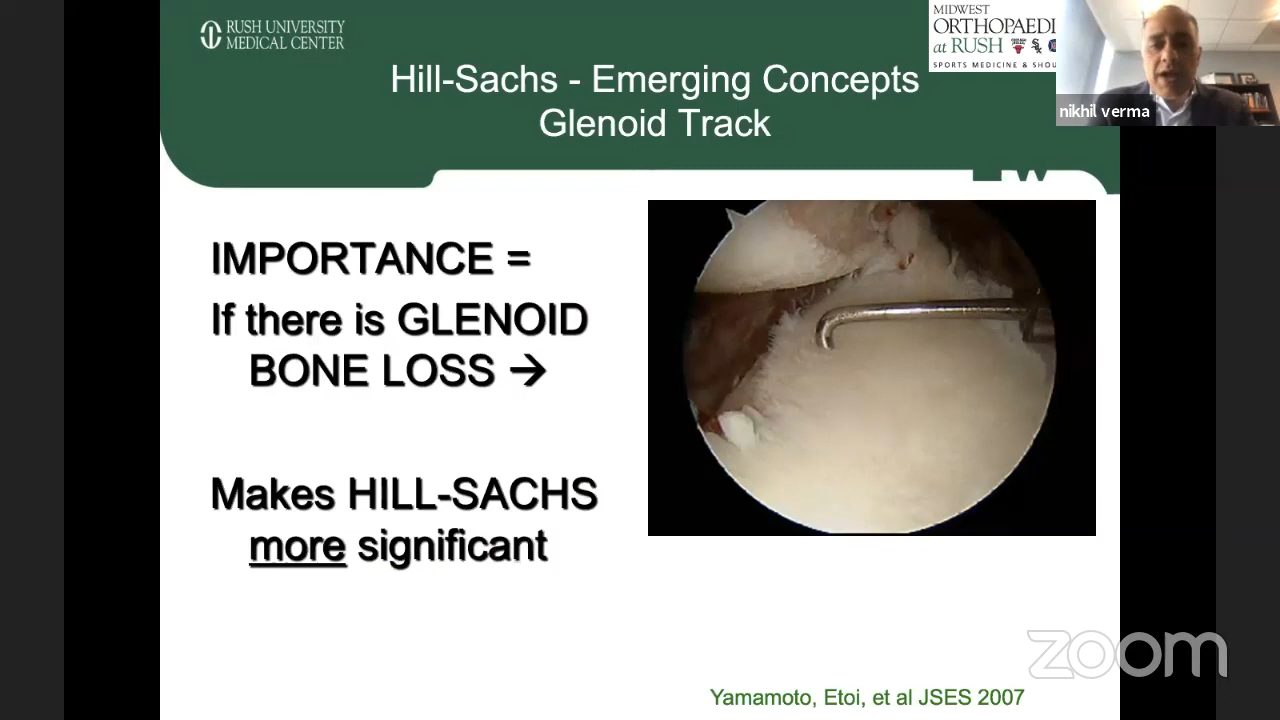 RUSH UNIVERSITY
MEDICAL CENTER
MIDWEST
ORTHOPAEDI
at RUSH
SPORTS MEDICINE & SHOU
nikhil verma
Hill-Sachs - Emerging Concepts
Glenoid Track
IMPORTANCE =
If there is GLENOID
BONE LOSS →
Makes HILL-SACHS
more significant
Yamamoto, Etoi, et al JSES 2007
zoom